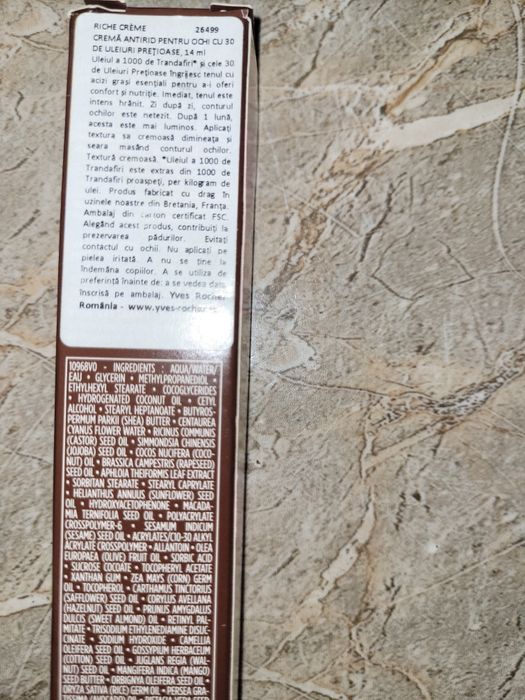 RICHE CRÈME 26499
CREMĂ ANTIRID PENTRU OCHI CU 30
DE ULEIURI PREȚIOASE, 14 ml
Uleiul a 1000 de Trandafiri* și cele 30
de Uleiuri Prețioase îngrijesc tenul cu
acizi grași esențiali pentru a-i oferi
confort și nutriție. Imediat, tenul este
intens hrănit. Zi după zi, conturul
ochilor este netezit. După 1 lună,
acesta este mai luminos. Aplicați
textura sa cremoasă dimineața și
seara masând conturul ochilor.
Textură cremoasă. *Uleiul a 1000 de
Trandafiri este extras din 1000 de
Trandafiri proaspeți, per kilogram de
ulei. Produs fabricat cu drag în
uzinele noastre din Bretania, Franța.
Ambalaj din carton certificat FSC.
Alegând acest produs, contribuiți la
prezervarea pădurilor. Evitați
contactul cu ochii. Nu aplicați pe
pielea iritată. A nu se ține la
îndemâna copiilor. A se utiliza de
preferință înainte de: a se vedea data
înscrisă pe ambalaj. Yves Rocher
România - www.yves-rocher
10968V0 • INGREDIENTS : AQUA/WATER/
EAU • GLYCERIN • METHYLPROPANEDIOL •
ETHYLHEXYL STEARATE • COCOGLYCERIDES
• HYDROGENATED COCONUT OIL • CETYL
ALCOHOL • STEARYL HEPTANOATE • BUTYROS-
PERMUM PARKII (SHEA) BUTTER • CENTAUREA
CYANUS FLOWER WATER • RICINUS COMMUNIS
(CASTOR) SEED OIL • SIMMONDSIA CHINENSIS
(JOJOBA) SEED OIL • COCOS NUCIFERA (COCO-
NUT) OIL • BRASSICA CAMPESTRIS (RAPESEED)
SEED OIL • APHLOIA THEIFORMIS LEAF EXTRACT
• SORBITAN STEARATE • STEARYL CAPRYLATE
• HELIANTHUS ANNUUS (SUNFLOWER) SEED
OIL • HYDROXYACETOPHENONE • MACADA-
MIA TERNIFOLIA SEED OIL • POLYACRYLATE
CROSSPOLYMER-6 • SESAMUM INDICUM
(SESAME) SEED OIL • ACRYLATES/C10-30 ALKYL
ACRYLATE CROSSPOLYMER • ALLANTOIN • OLEA
EUROPAEA (OLIVE) FRUIT OIL • SORBIC ACID
• SUCROSE COCOATE • TOCOPHERYL ACETATE
• XANTHAN GUM • ZEA MAYS (CORN) GERM
OIL • TOCOPHEROL • CARTHAMUS TINCTORIUS
(SAFFLOWER) SEED OIL • CORYLUS AVELLANA
(HAZELNUT) SEED OIL • PRUNUS AMYGDALUS
DULCIS (SWEET ALMOND) OIL • RETINYL PAL-
MITATE • TRISODIUM ETHYLENEDIAMINE DISUC-
CINATE • SODIUM HYDROXIDE • CAMELLIA
OLEIFERA SEED OIL • GOSSYPIUM HERBACEUM
(COTTON) SEED OIL • JUGLANS REGIA (WAL-
NUT) SEED OIL • MANGIFERA INDICA (MANGO)
SEED BUTTER • ORBIGNYA OLEIFERA SEED OIL •
ORYZA SATIVA (RICE) GERM OIL • PERSEA GRA-